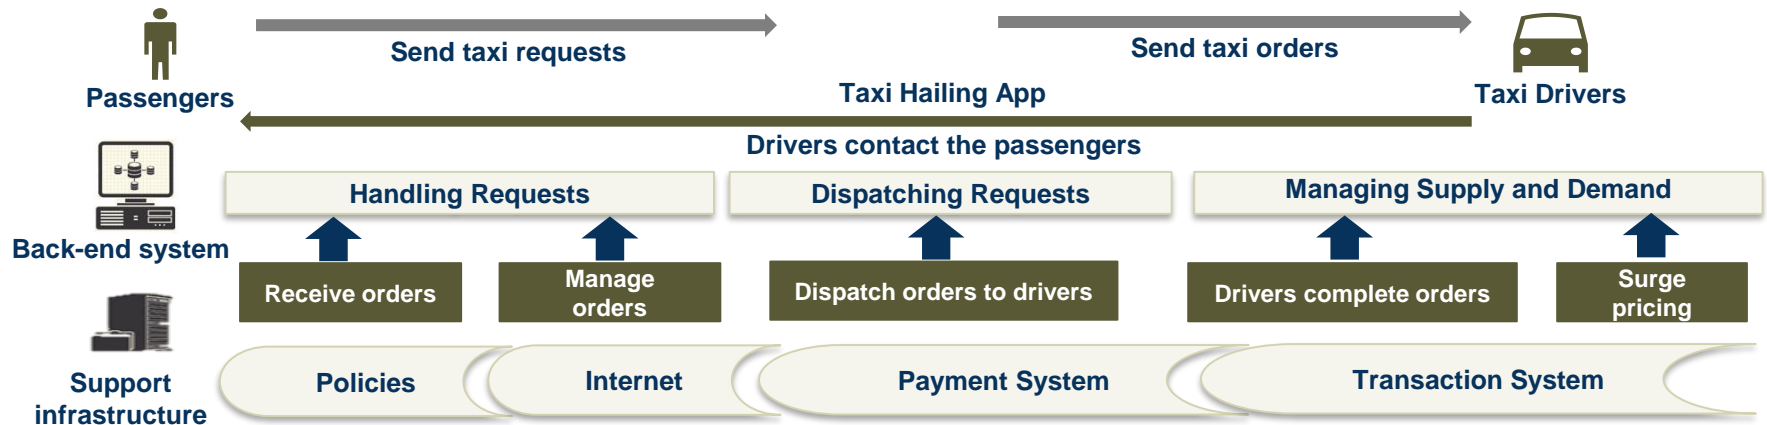 Send taxi requests
Send taxi orders
Passengers
Taxi Hailing App
Taxi Drivers
Drivers contact the passengers
Back-end system
Handling Requests
Dispatching Requests
Managing Supply and Demand
Receive orders
Manage
orders
Dispatch orders to drivers
Drivers complete orders
Surge
pricing
Support
infrastructure
Policies
Internet
Payment System
Transaction System